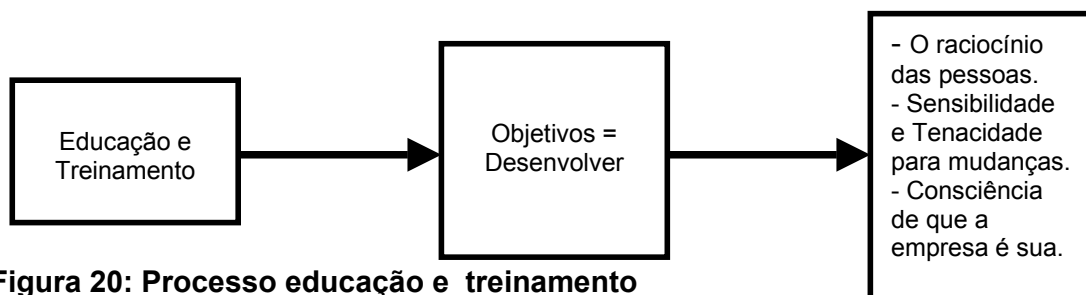 Educação e
Treinamento
Objetivos =
Desenvolver
- O raciocínio
das pessoas.
- Sensibilidade
e Tenacidade
para mudanças.
- Consciência
de que a
empresa é sua.
Figura 20: Processo educação e treinamento